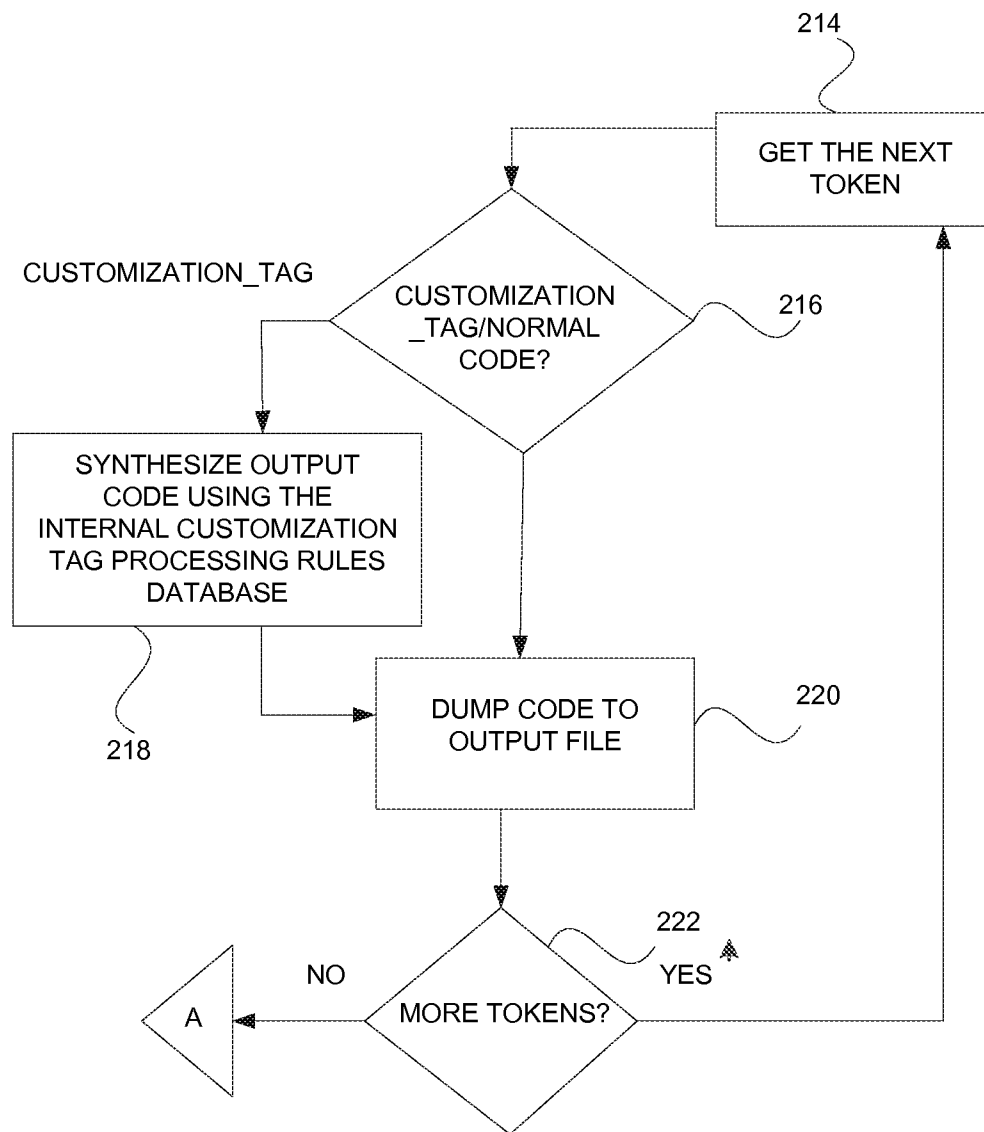 214
GET THE NEXT
TOKEN
CUSTOMIZATION_TAG
CUSTOMIZATION
_TAG/NORMAL
CODE?
216
SYNTHESIZE OUTPUT
CODE USING THE
INTERNAL CUSTOMIZATION
TAG PROCESSING RULES
DATABASE
218
DUMP CODE TO
OUTPUT FILE
220
222
NO
YES
A
MORE TOKENS?